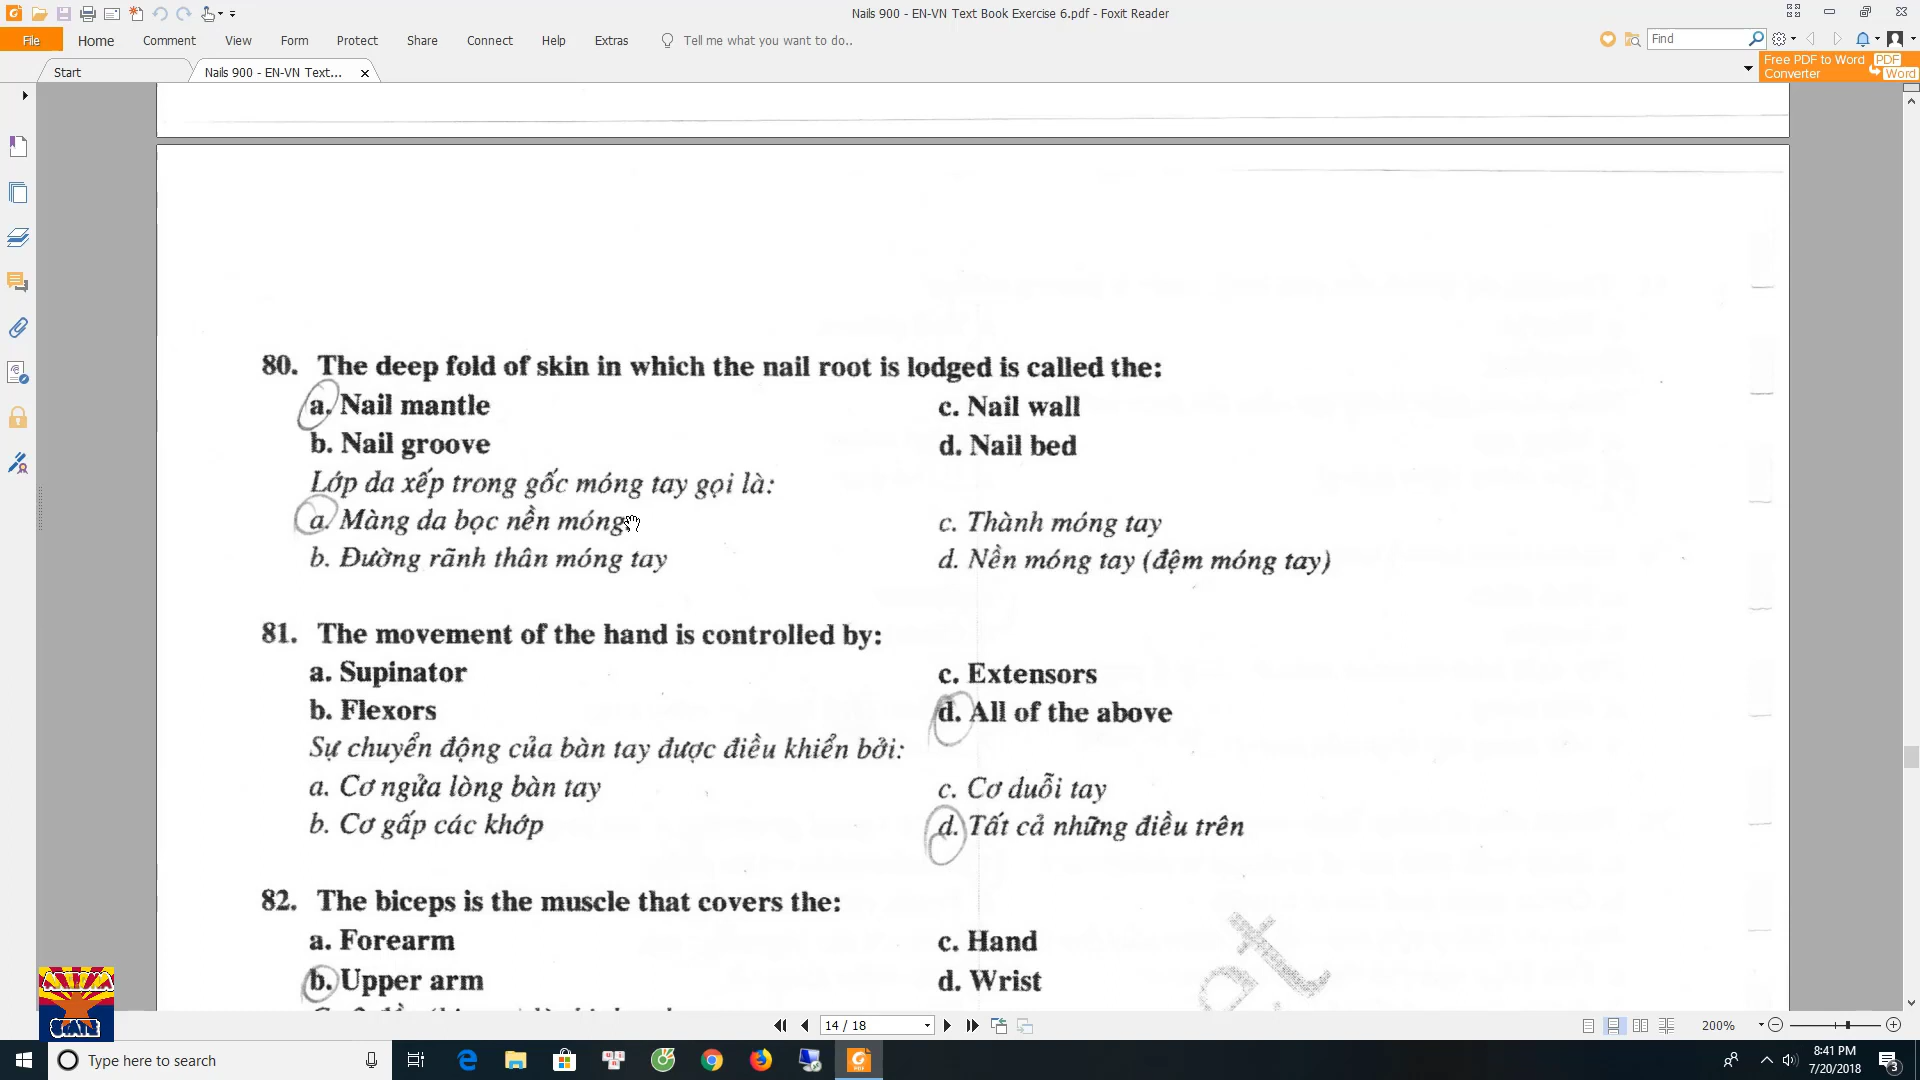 Nails 900 - EN-VN Text Book Exercise 6.pdf - Foxit Reader
File Home Comment View Form Protect Share Connect Help Extras Tell me what you want to do.. Find
Start Nails 900 - EN-VN Text... Free PDF to Word Converter PDF Word
80. The deep fold of skin in which the nail root is lodged is called the:
a. Nail mantle c. Nail wall
b. Nail groove d. Nail bed
Lớp da xếp trong gốc móng tay gọi là:
a. Màng da bọc nền móng c. Thành móng tay
b. Đường rãnh thân móng tay d. Nền móng tay (đệm móng tay)
81. The movement of the hand is controlled by:
a. Supinator c. Extensors
b. Flexors d. All of the above
Sự chuyển động của bàn tay được điều khiển bởi:
a. Cơ ngửa lòng bàn tay c. Cơ duỗi tay
b. Cơ gấp các khớp d. Tất cả những điều trên
82. The biceps is the muscle that covers the:
a. Forearm c. Hand
b. Upper arm d. Wrist
ARIZONA
STATE
14 / 18 200%
Type here to search 8:41 PM
7/20/2018 3